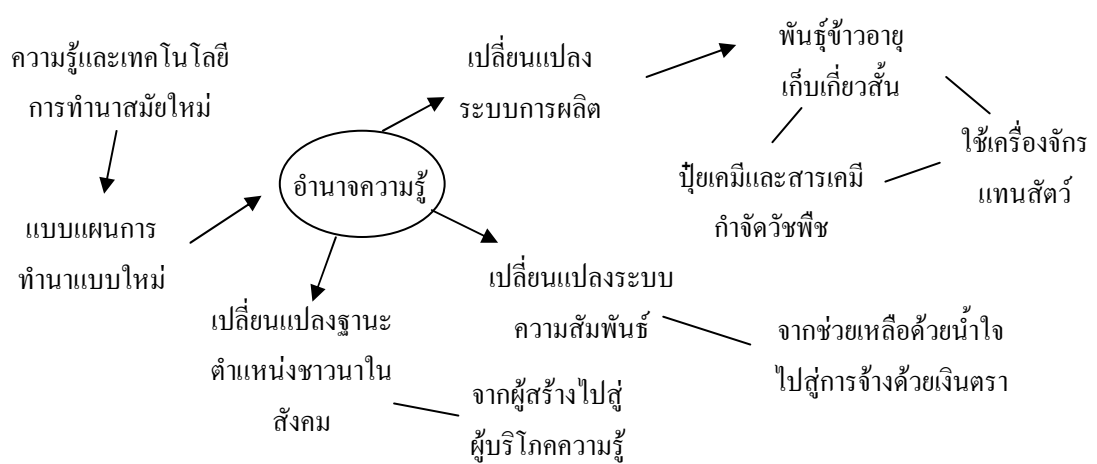 ความรู้และเทคโนโลยี
การทำนาสมัยใหม่
แบบแผนการ
ทำนาแบบใหม่
อำนาจความรู้
เปลี่ยนแปลง
ระบบการผลิต
พันธุ์ข้าวอายุ
เก็บเกี่ยวสั้น
ใช้เครื่องจักร
แทนสัตว์
ปุ๋ยเคมีและสารเคมี
กำจัดวัชพืช
เปลี่ยนแปลงระบบ
ความสัมพันธ์
จากช่วยเหลือด้วยน้ำใจ
ไปสู่การจ้างด้วยเงินตรา
เปลี่ยนแปลงฐานะ
ตำแหน่งชาวนาใน
สังคม
จากผู้สร้างไปสู่
ผู้บริโภคความรู้